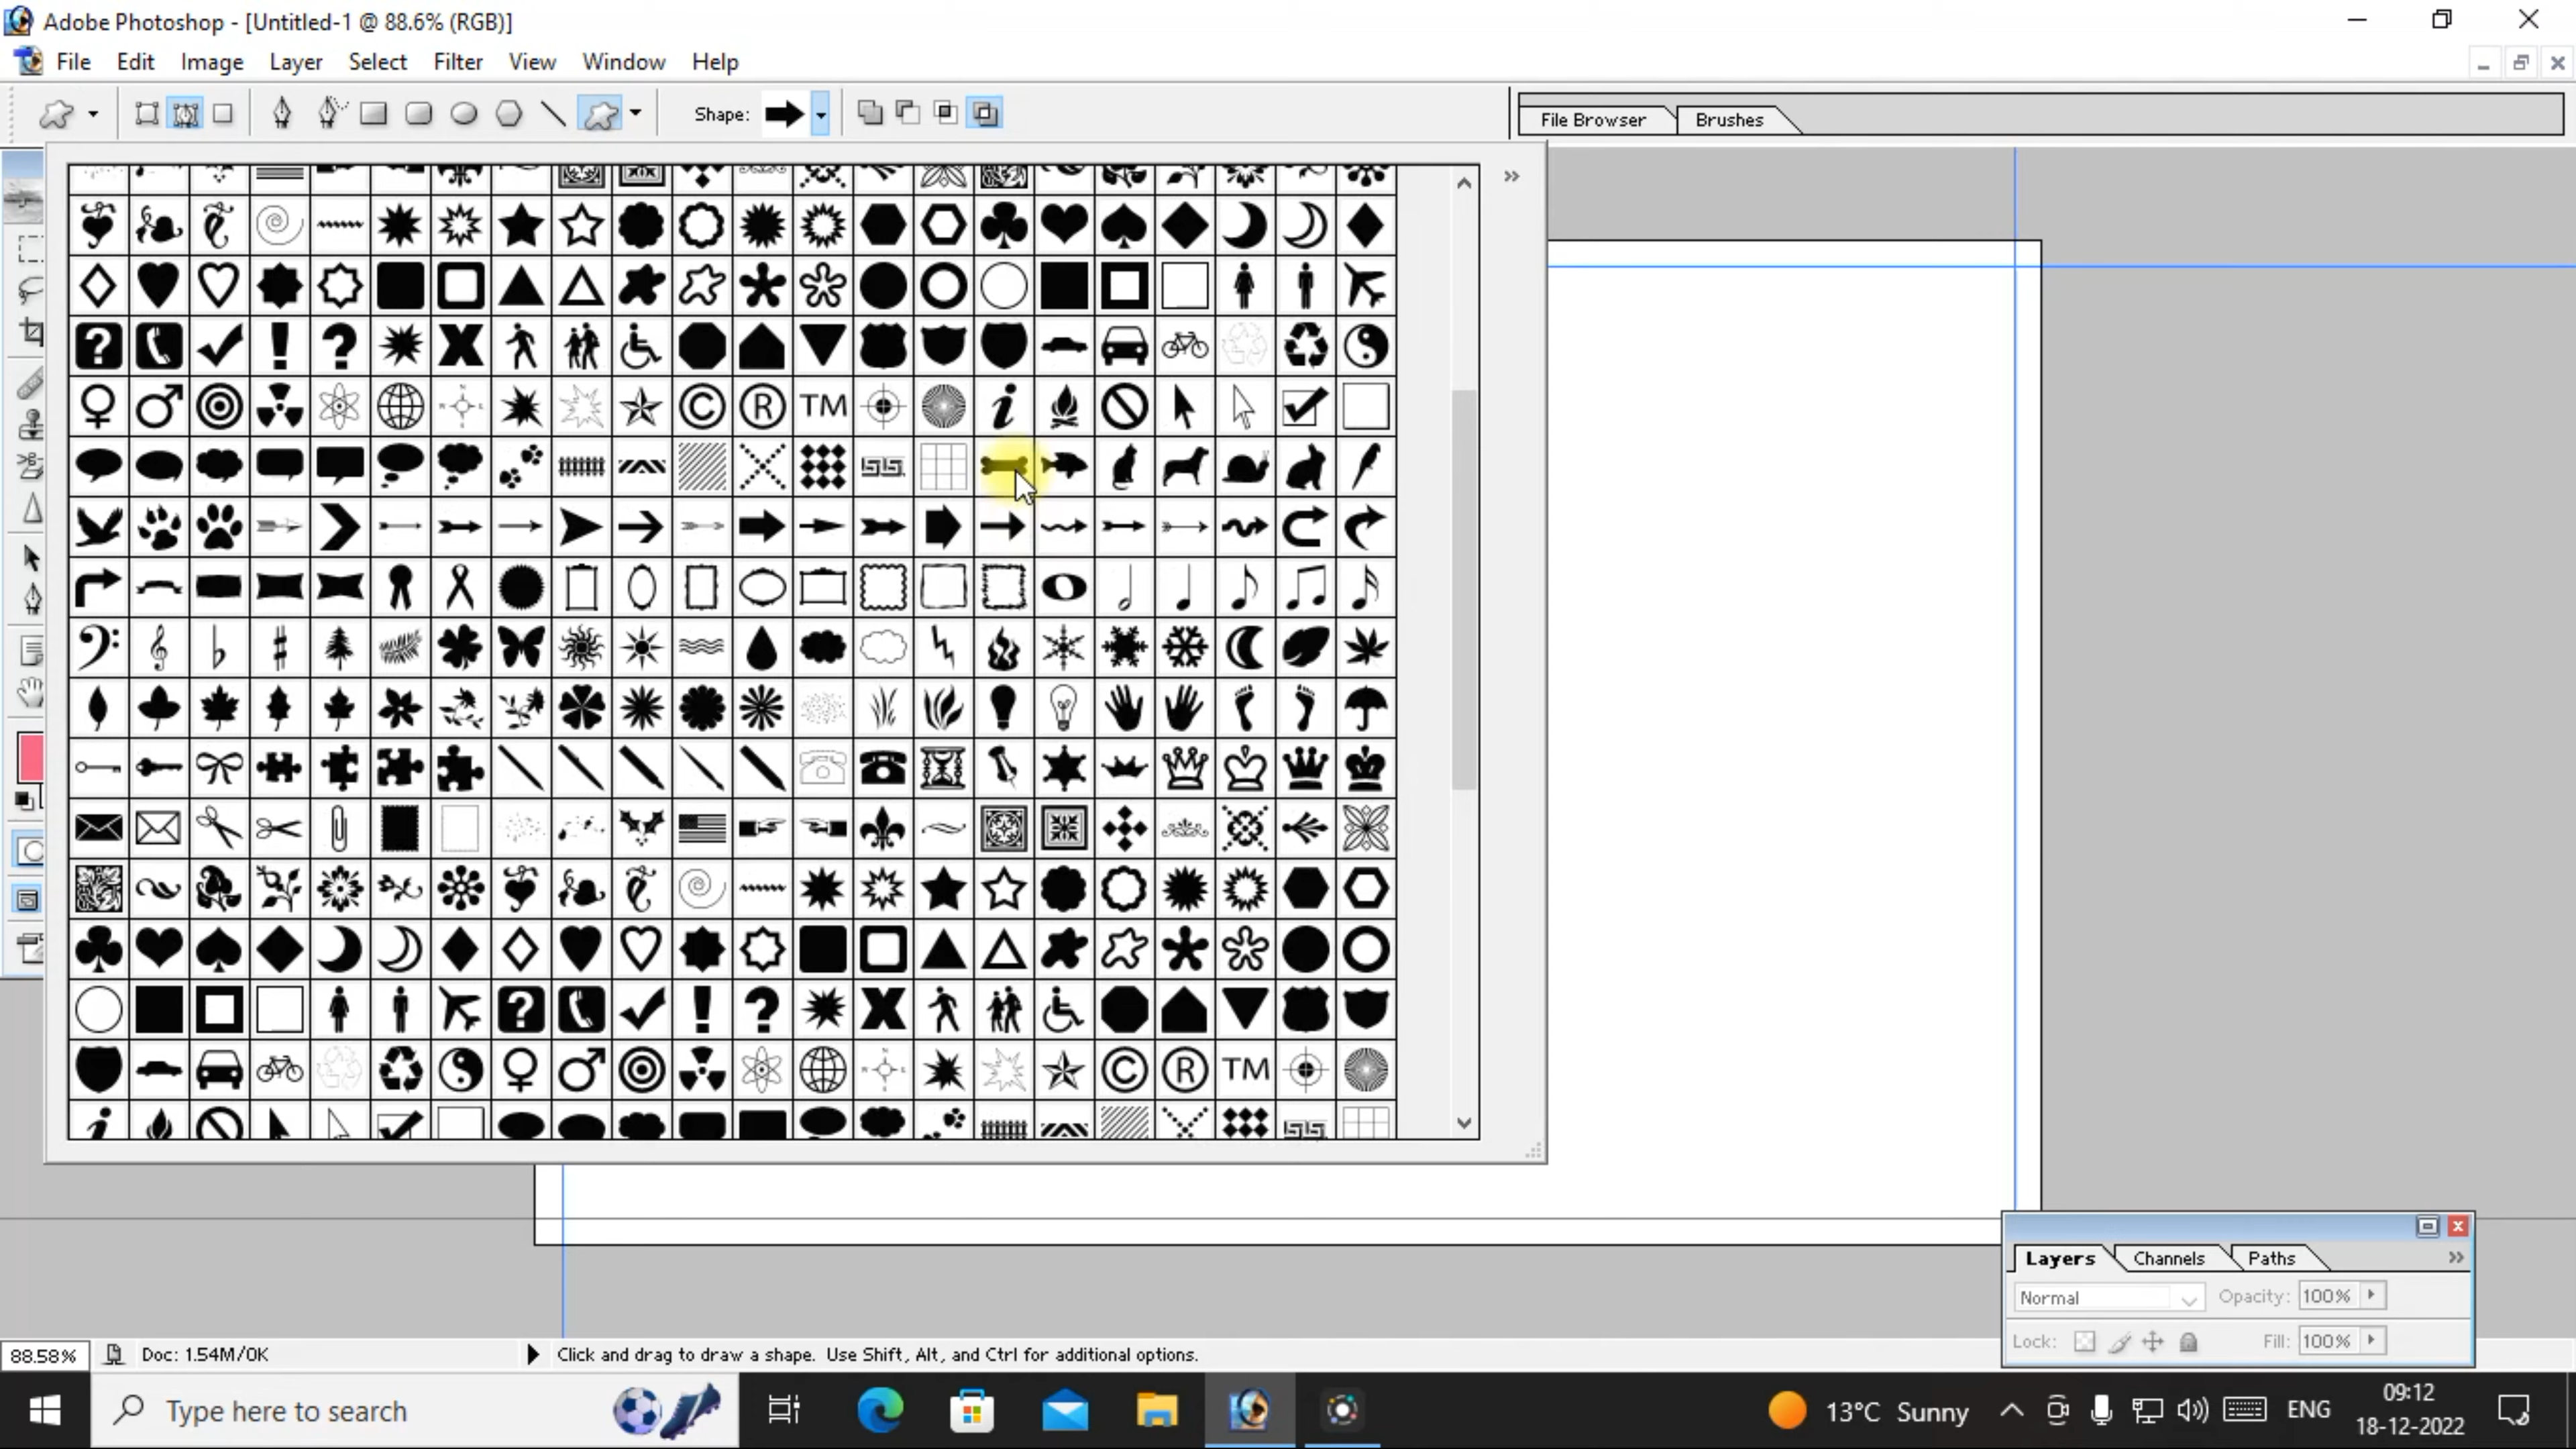 Adobe Photoshop - [Untitled-1 @ 88.6% (RGB)]
File Edit Image Layer Select Filter View Window Help
Shape:
File Browser Brushes
TM
TM
Layers Channels Paths
Normal Opacity: 100%
Lock: Fill: 100%
88.58% Doc: 1.54M/0K Click and drag to draw a shape. Use Shift, Alt, and Ctrl for additional options.
Type here to search 13°C Sunny ENG 09:12
18-12-2022